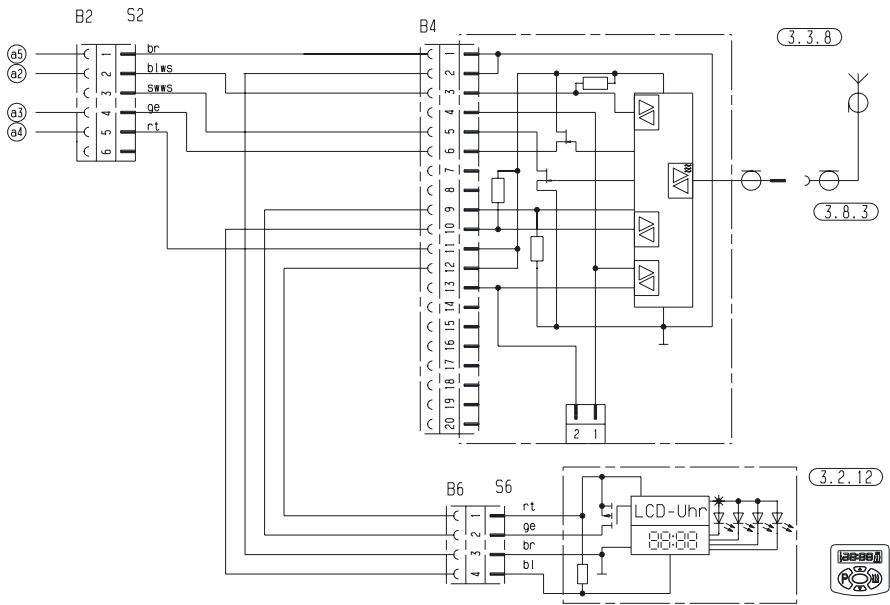 B2 S2 B4
3.3.8
a5 1 br
a2 2 blws
3 swws
a3 4 ge
a4 5 rt
6
1
2
3
4
5
6
7
8
9
10
11
12
13
14
15
16
17
18
19
20
3.8.3
2 1
B6 S6
3.2.12
1 rt
2 ge
3 br
4 bl
LCD-Uhr
88:88
88:88
P